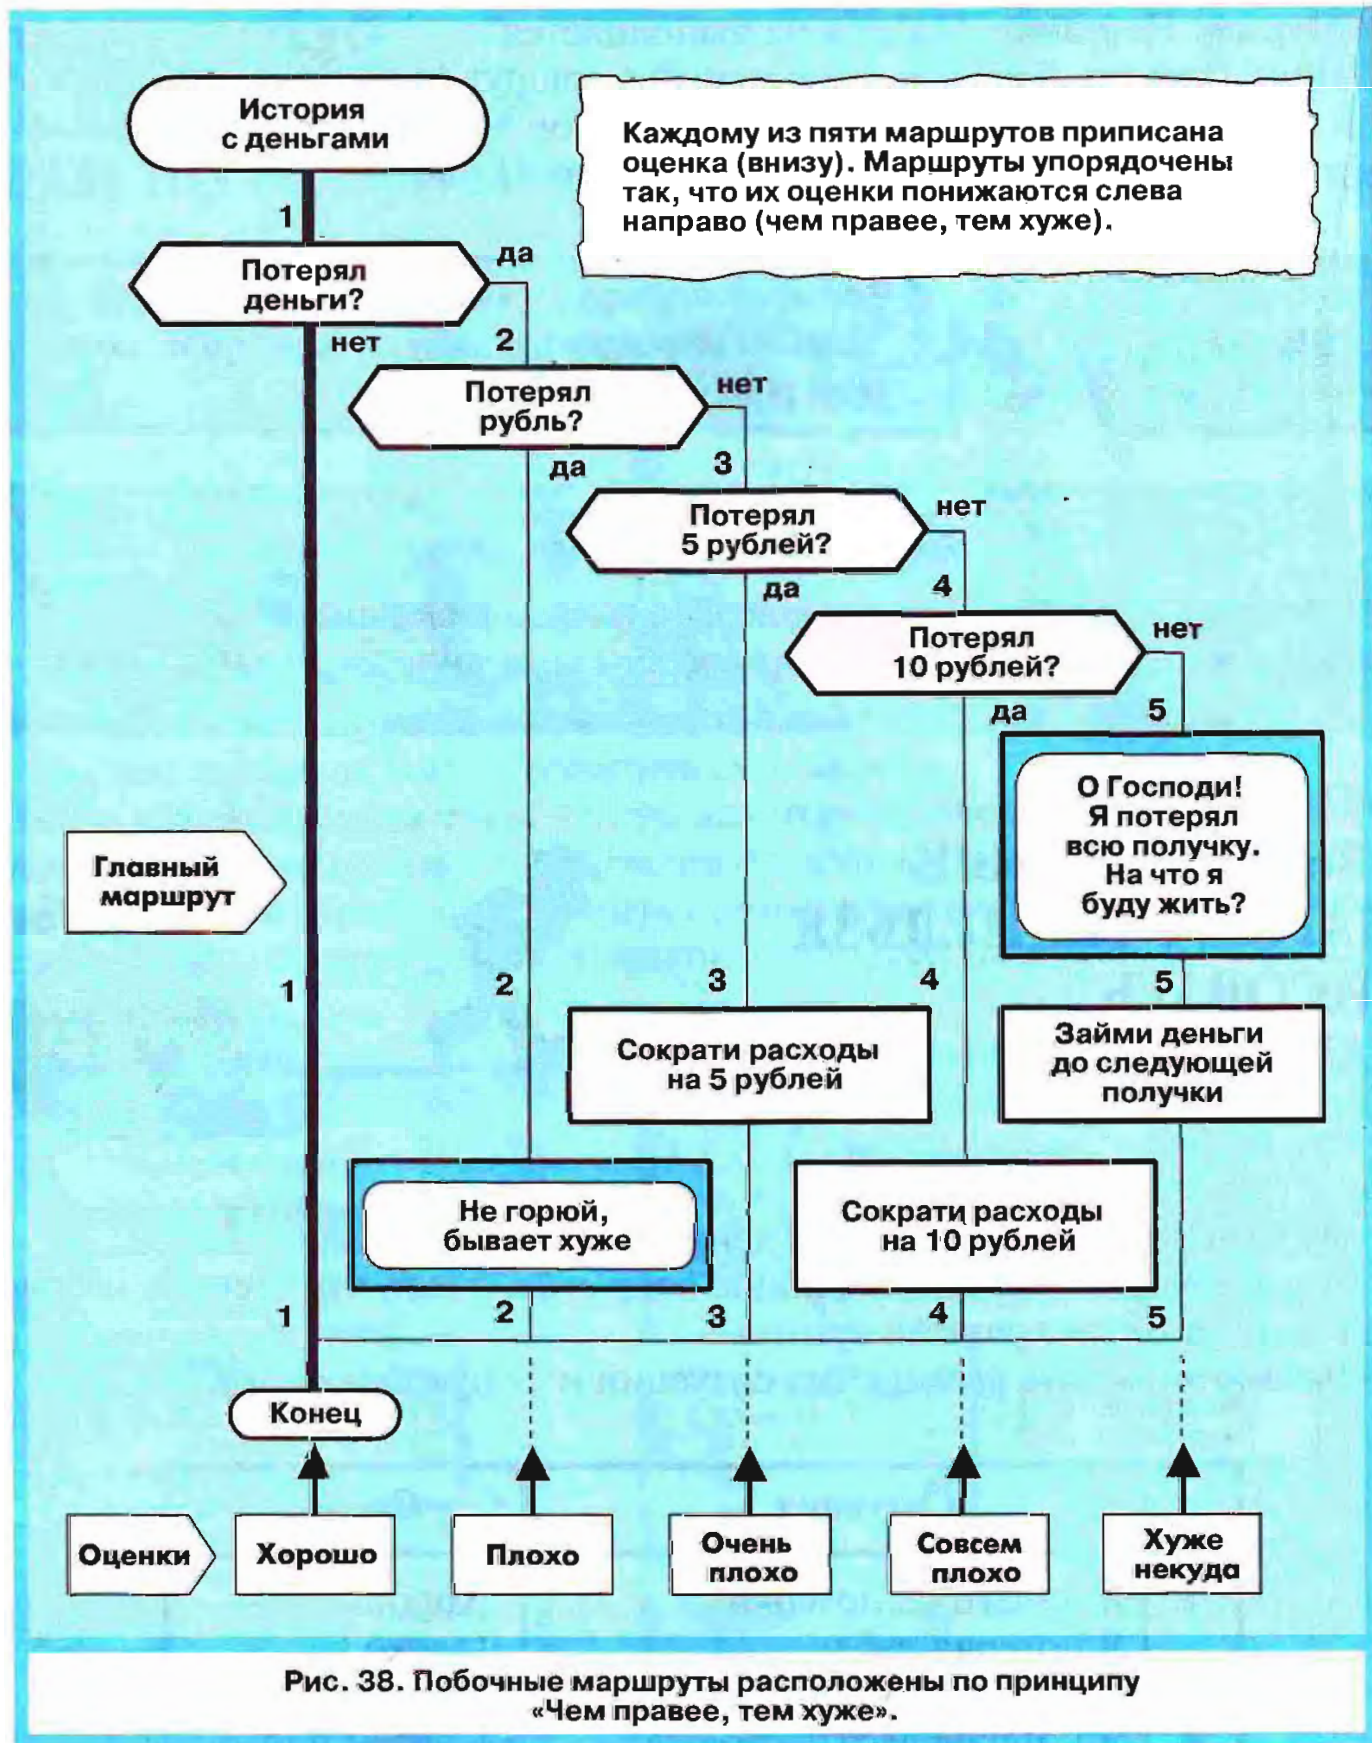 История
с деньгами
Каждому из пяти маршрутов приписана
оценка (внизу). Маршруты упорядочены
так, что их оценки понижаются слева
направо (чем правее, тем хуже).
1
Потерял
деньги?
да
нет
2
Потерял
рубль?
нет
да
3
Потерял
5 рублей?
нет
да
4
Потерял
10 рублей?
нет
да
5
О Господи!
Я потерял
всю получку.
На что я
буду жить?
Главный
маршрут
1
2
3
4
5
Сократи расходы
на 5 рублей
Займи деньги
до следующей
получки
Не горюй,
бывает хуже
Сократи расходы
на 10 рублей
1
2
3
4
5
Конец
Оценки
Хорошо
Плохо
Очень
плохо
Совсем
плохо
Хуже
некуда
Рис. 38. Побочные маршруты расположены по принципу
«Чем правее, тем хуже».